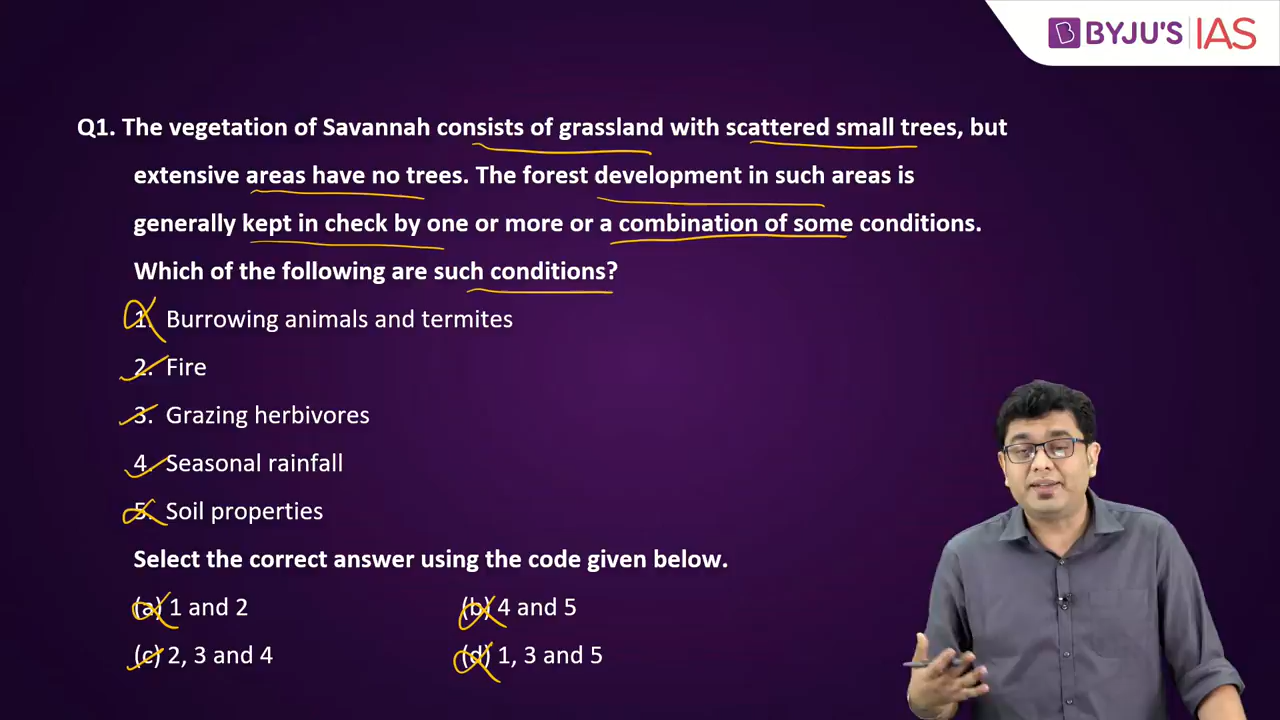 BYJU'S IAS
Q1. The vegetation of Savannah consists of grassland with scattered small trees, but
extensive areas have no trees. The forest development in such areas is
generally kept in check by one or more or a combination of some conditions.
Which of the following are such conditions?
1. Burrowing animals and termites
2. Fire
3. Grazing herbivores
4. Seasonal rainfall
5. Soil properties
Select the correct answer using the code given below.
(a) 1 and 2 (b) 4 and 5
(c) 2, 3 and 4 (d) 1, 3 and 5